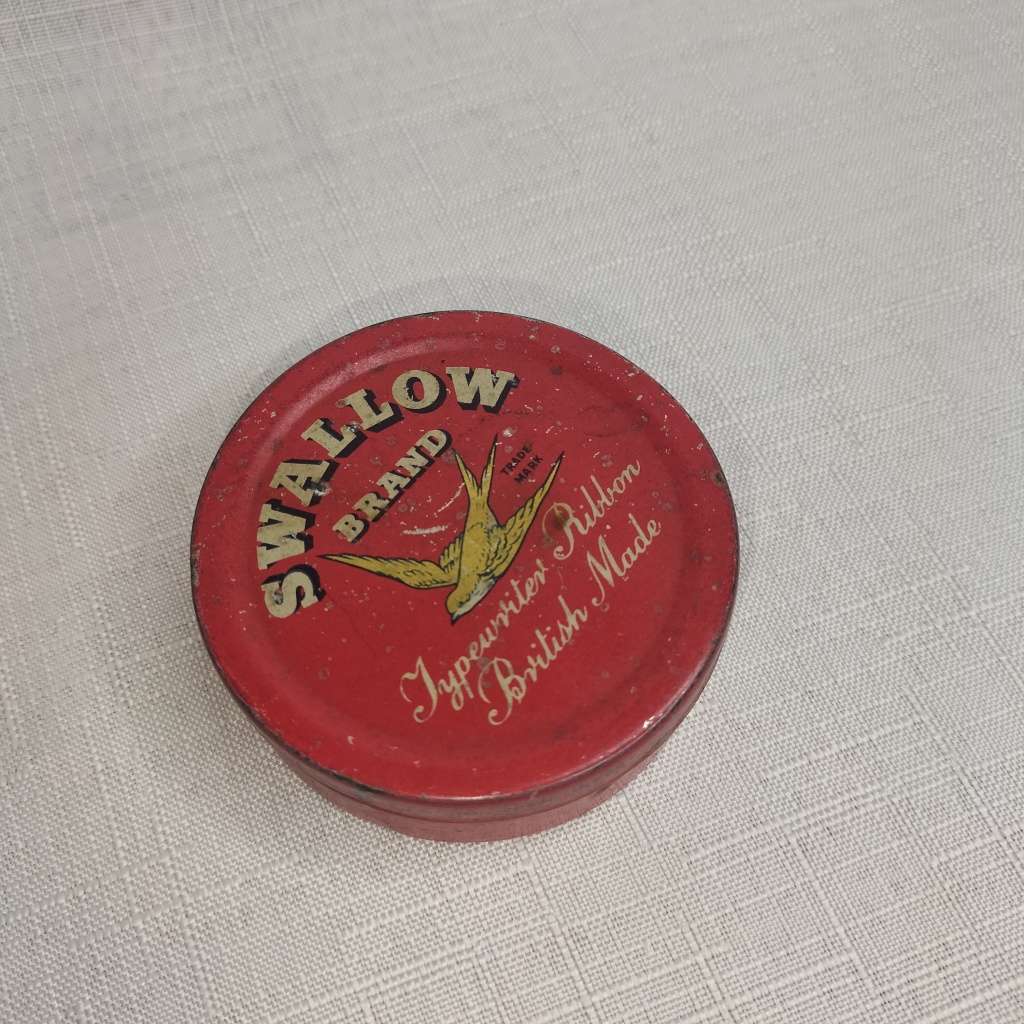 SWALLOW
BRAND
TRADE
MARK
Typewriter Ribbon
British Made